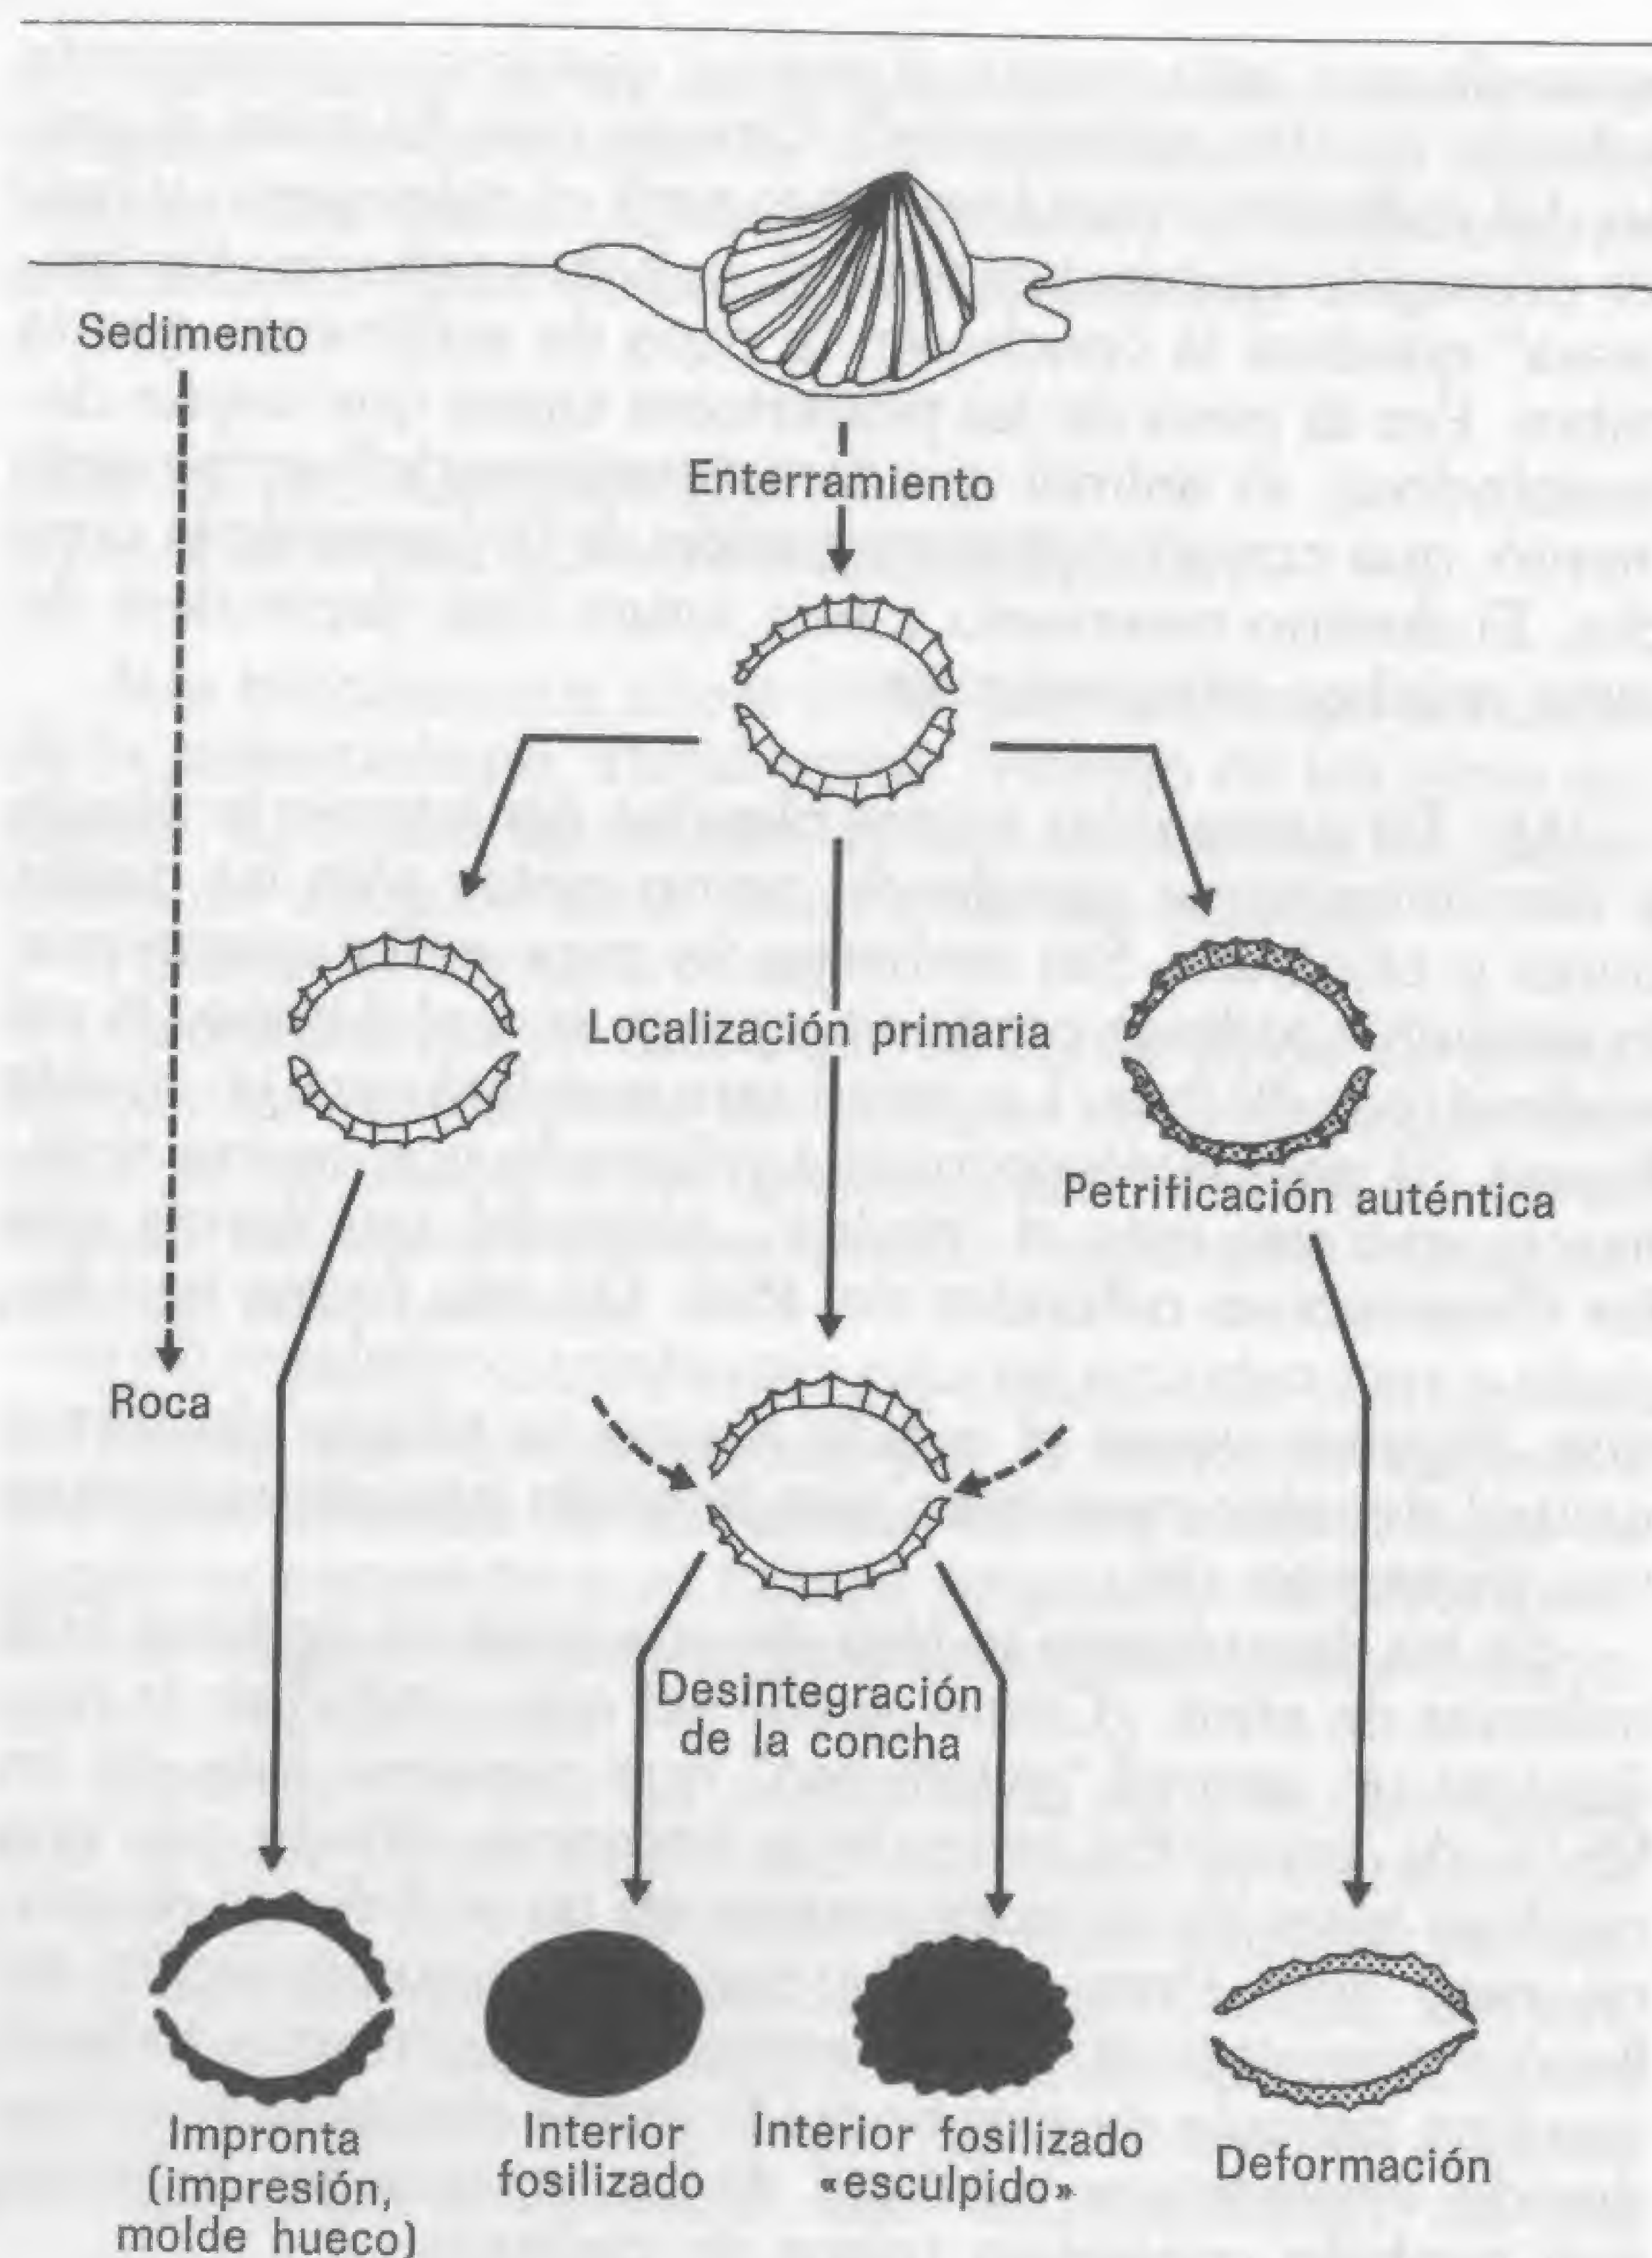 Sedimento
Enterramiento
Localización primaria
Petrificación auténtica
Roca
Desintegración
de la concha
Impronta
(impresión,
molde hueco)
Interior
fosilizado
Interior fosilizado
«esculpido»
Deformación